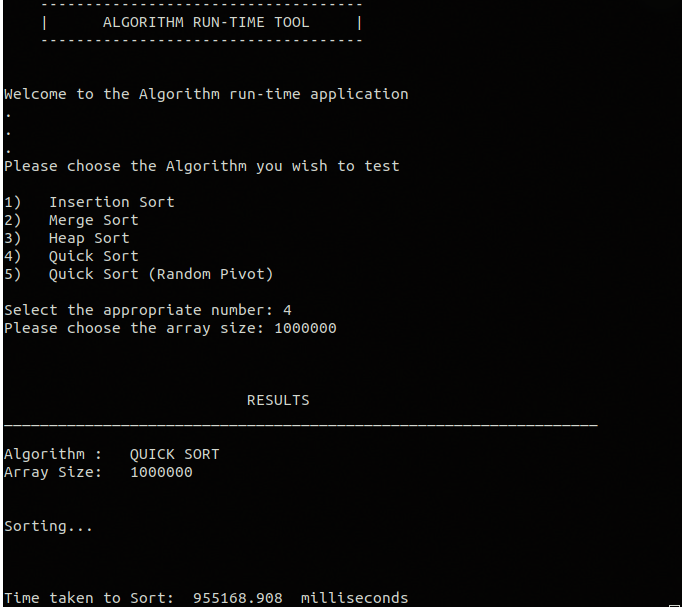 ------------------------------------
|      ALGORITHM RUN-TIME TOOL     |
------------------------------------
Welcome to the Algorithm run-time application
.
.
.
Please choose the Algorithm you wish to test
1)   Insertion Sort
2)   Merge Sort
3)   Heap Sort
4)   Quick Sort
5)   Quick Sort (Random Pivot)
Select the appropriate number: 4
Please choose the array size: 1000000
RESULTS
__________________________________________________________________
Algorithm :   QUICK SORT
Array Size:   1000000
Sorting...
Time taken to Sort:  955168.908  milliseconds